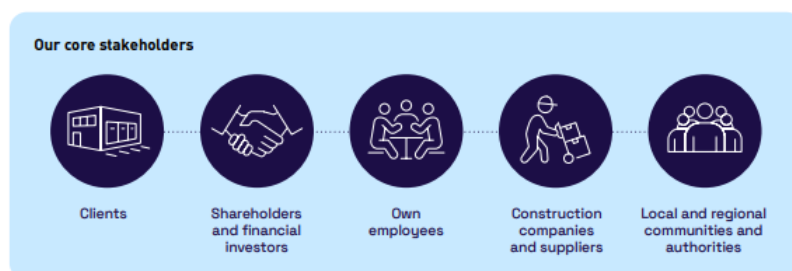 Our core stakeholders
Clients
Shareholders
and financial
investors
Own
employees
Construction
companies
and suppliers
Local and regional
communities and
authorities